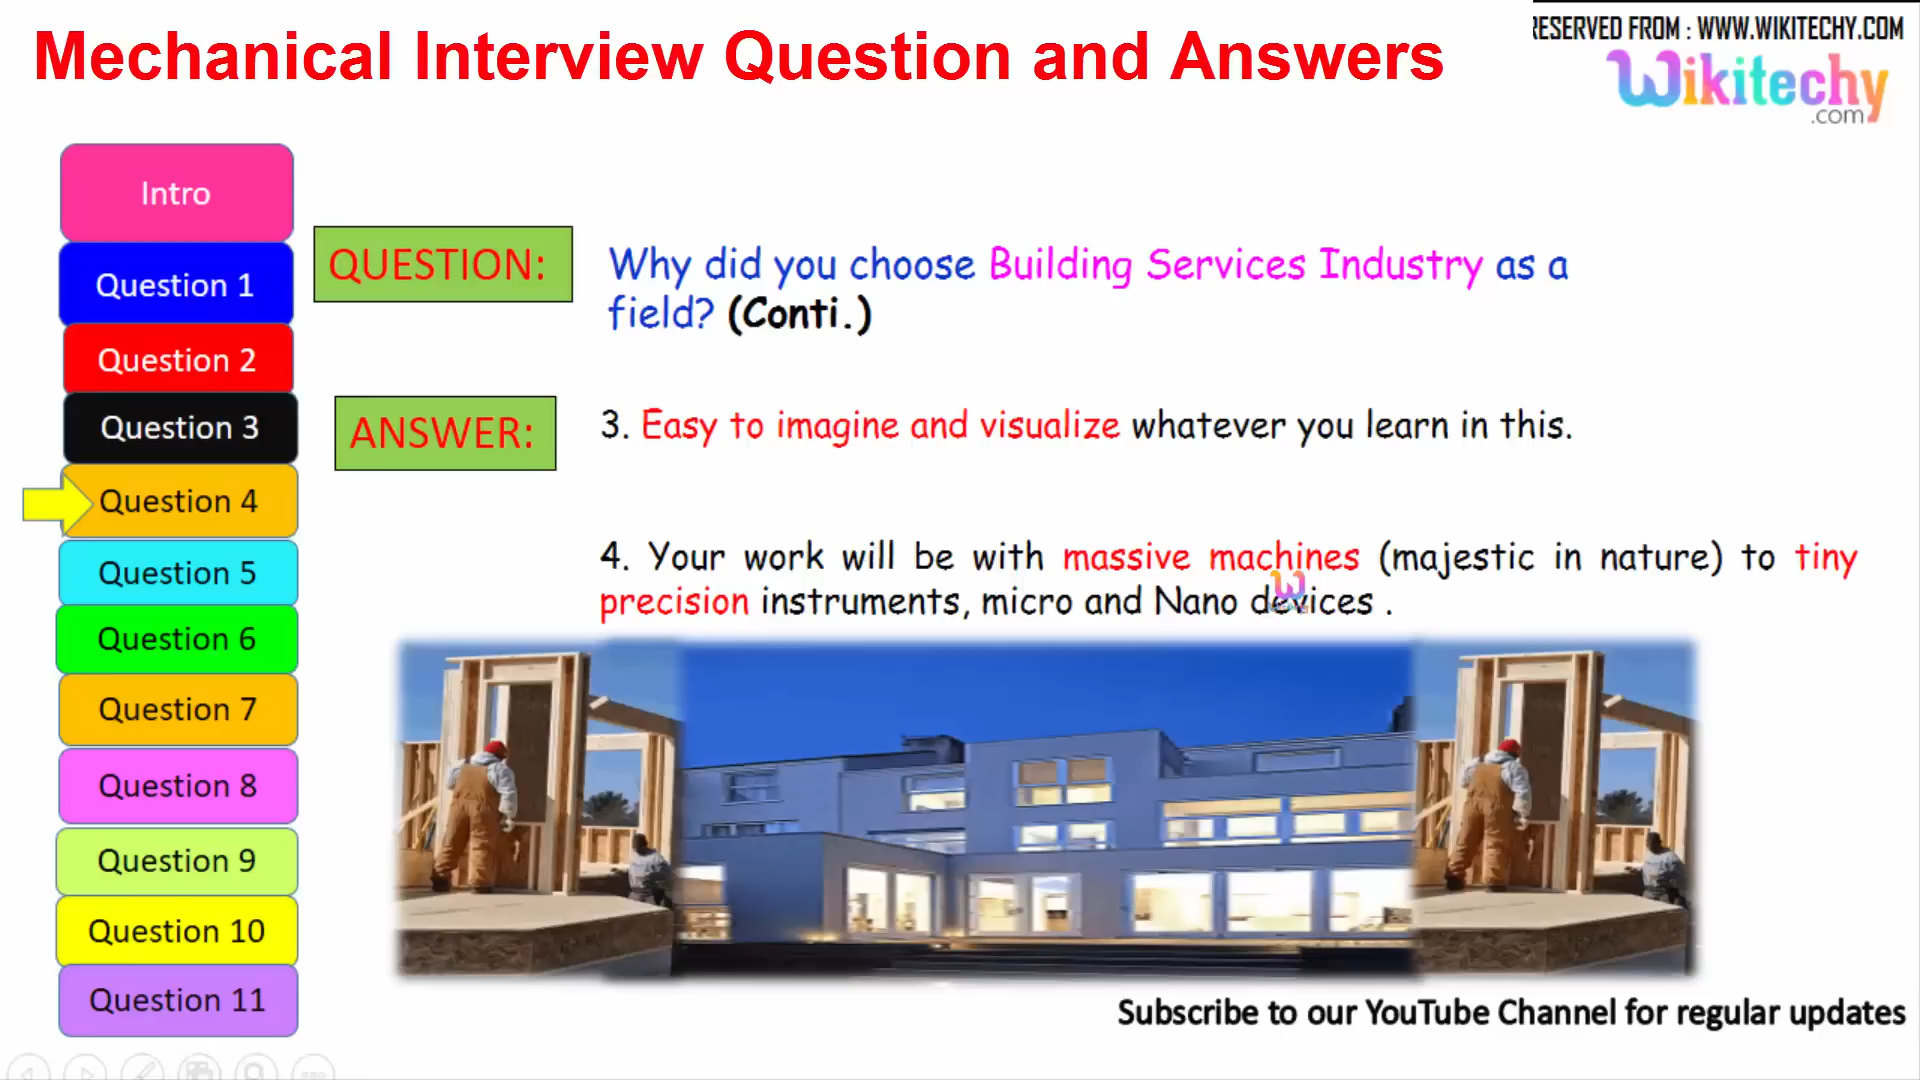 Mechanical Interview Question and Answers
RESERVED FROM : WWW.WIKITECHY.COM
Wikitechy
.com
Intro
Question 1
Question 2
Question 3
Question 4
Question 5
Question 6
Question 7
Question 8
Question 9
Question 10
Question 11
QUESTION:
Why did you choose Building Services Industry as a
field? (Conti.)
ANSWER:
3. Easy to imagine and visualize whatever you learn in this.
4. Your work will be with massive machines (majestic in nature) to tiny
precision instruments, micro and Nano devices .
Subscribe to our YouTube Channel for regular updates